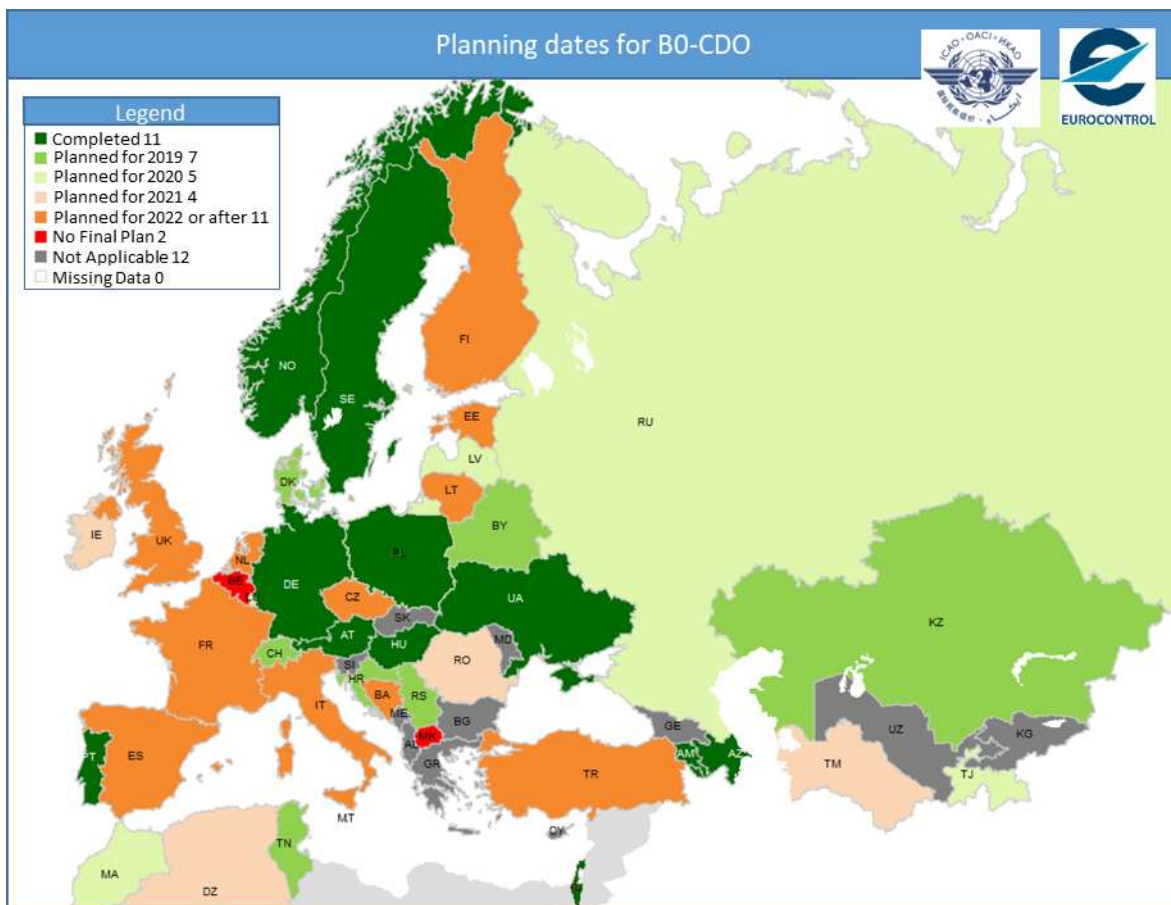 Planning dates for B0-CDO
ICAO · OACI · ИКАО
EUROCONTROL
Legend
Completed 11
Planned for 2019 7
Planned for 2020 5
Planned for 2021 4
Planned for 2022 or after 11
No Final Plan 2
Not Applicable 12
Missing Data 0
FI
NO
SE
EE
RU
LV
DK
LT
BY
IE
UK
NL
BE
DE
PL
CZ
UA
SK
KZ
AT
HU
MD
FR
CH
SI
RO
HR
BA
RS
IT
ME
BG
GE
UZ
KG
MK
AL
AM
AZ
PT
ES
GR
TR
TM
TJ
MT
CY
TN
MA
DZ